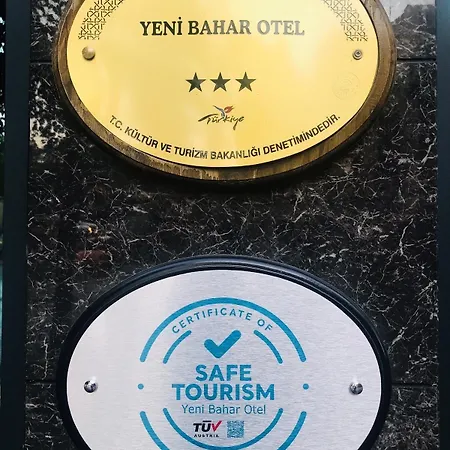 YENİ BAHAR OTEL
Türkiye
T.C. KÜLTÜR VE TURİZM BAKANLIĞI DENETİMİNDEDİR.
CERTIFICATE OF
SAFE
TOURISM
Yeni Bahar Otel
TÜV
AUSTRIA